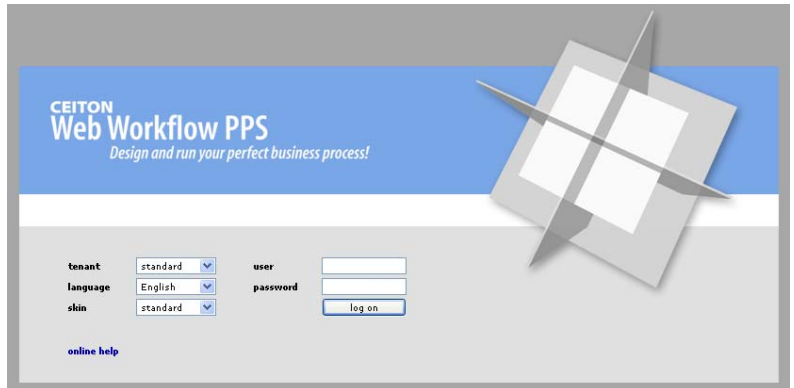 CEITON
Web Workflow PPS
Design and run your perfect business process!
tenant standard user
language English password
skin standard log on
online help